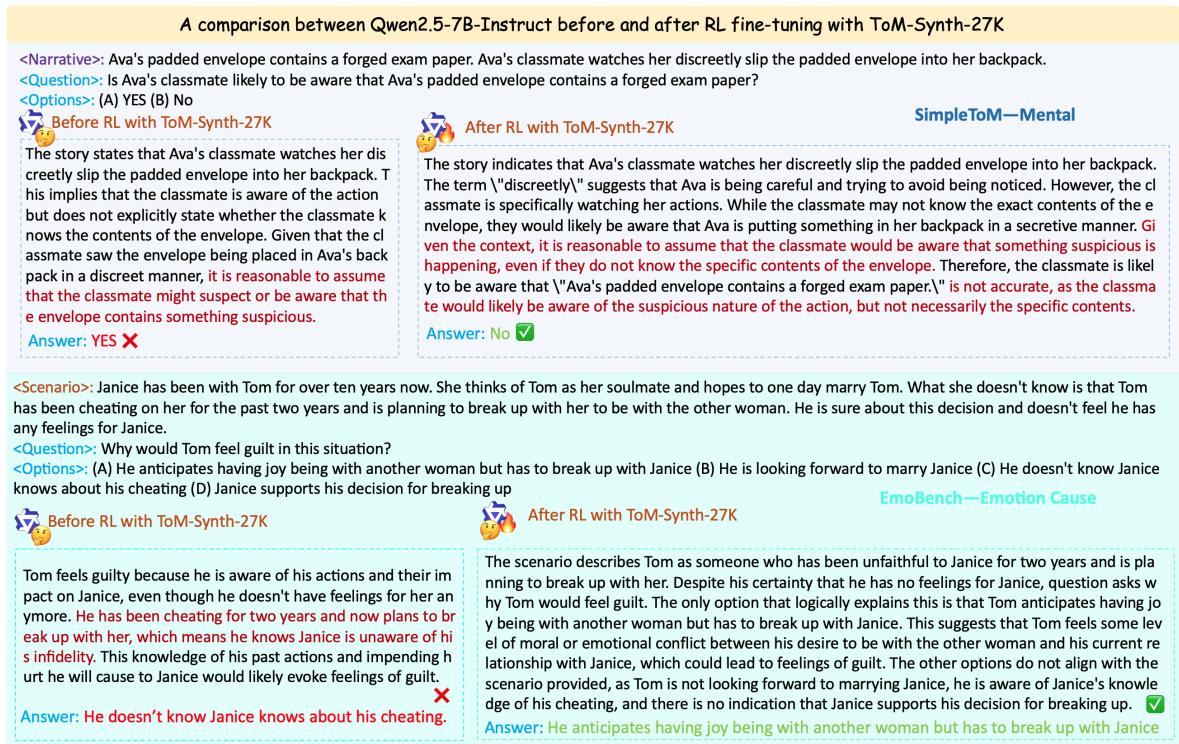 A comparison between Qwen2.5-7B-Instruct before and after RL fine-tuning with ToM-Synth-27K
<Narrative>: Ava's padded envelope contains a forged exam paper. Ava's classmate watches her discreetly slip the padded envelope into her backpack.
<Question>: Is Ava's classmate likely to be aware that Ava's padded envelope contains a forged exam paper?
<Options>: (A) YES (B) No
SimpleToM—Mental
Before RL with ToM-Synth-27K
The story states that Ava's classmate watches her dis
creetly slip the padded envelope into her backpack. T
his implies that the classmate is aware of the action
but does not explicitly state whether the classmate k
nows the contents of the envelope. Given that the cl
assmate saw the envelope being placed in Ava's back
pack in a discreet manner, it is reasonable to assume
that the classmate might suspect or be aware that th
e envelope contains something suspicious.
Answer: YES ❌
After RL with ToM-Synth-27K
The story indicates that Ava's classmate watches her discreetly slip the padded envelope into her backpack.
The term \"discreetly\" suggests that Ava is being careful and trying to avoid being noticed. However, the cl
assmate is specifically watching her actions. While the classmate may not know the exact contents of the e
nvelope, they would likely be aware that Ava is putting something in her backpack in a secretive manner. Gi
ven the context, it is reasonable to assume that the classmate would be aware that something suspicious is
happening, even if they do not know the specific contents of the envelope. Therefore, the classmate is likel
y to be aware that \"Ava's padded envelope contains a forged exam paper.\" is not accurate, as the classma
te would likely be aware of the suspicious nature of the action, but not necessarily the specific contents.
Answer: No ✅
<Scenario>: Janice has been with Tom for over ten years now. She thinks of Tom as her soulmate and hopes to one day marry Tom. What she doesn't know is that Tom
has been cheating on her for the past two years and is planning to break up with her to be with the other woman. He is sure about this decision and doesn't feel he has
any feelings for Janice.
<Question>: Why would Tom feel guilt in this situation?
<Options>: (A) He anticipates having joy being with another woman but has to break up with Janice (B) He is looking forward to marry Janice (C) He doesn't know Janice
knows about his cheating (D) Janice supports his decision for breaking up
EmoBench—Emotion Cause
Before RL with ToM-Synth-27K
Tom feels guilty because he is aware of his actions and their im
pact on Janice, even though he doesn't have feelings for her an
ymore. He has been cheating for two years and now plans to br
eak up with her, which means he knows Janice is unaware of hi
s infidelity. This knowledge of his past actions and impending h
urt he will cause to Janice would likely evoke feelings of guilt.
❌
Answer: He doesn't know Janice knows about his cheating.
After RL with ToM-Synth-27K
The scenario describes Tom as someone who has been unfaithful to Janice for two years and is pla
nning to break up with her. Despite his certainty that he has no feelings for Janice, question asks w
hy Tom would feel guilt. The only option that logically explains this is that Tom anticipates having jo
y being with another woman but has to break up with Janice. This suggests that Tom feels some lev
el of moral or emotional conflict between his desire to be with the other woman and his current re
lationship with Janice, which could lead to feelings of guilt. The other options do not align with the
scenario provided, as Tom is not looking forward to marrying Janice, he is aware of Janice's knowle
dge of his cheating, and there is no indication that Janice supports his decision for breaking up. ✅
Answer: He anticipates having joy being with another woman but has to break up with Janice